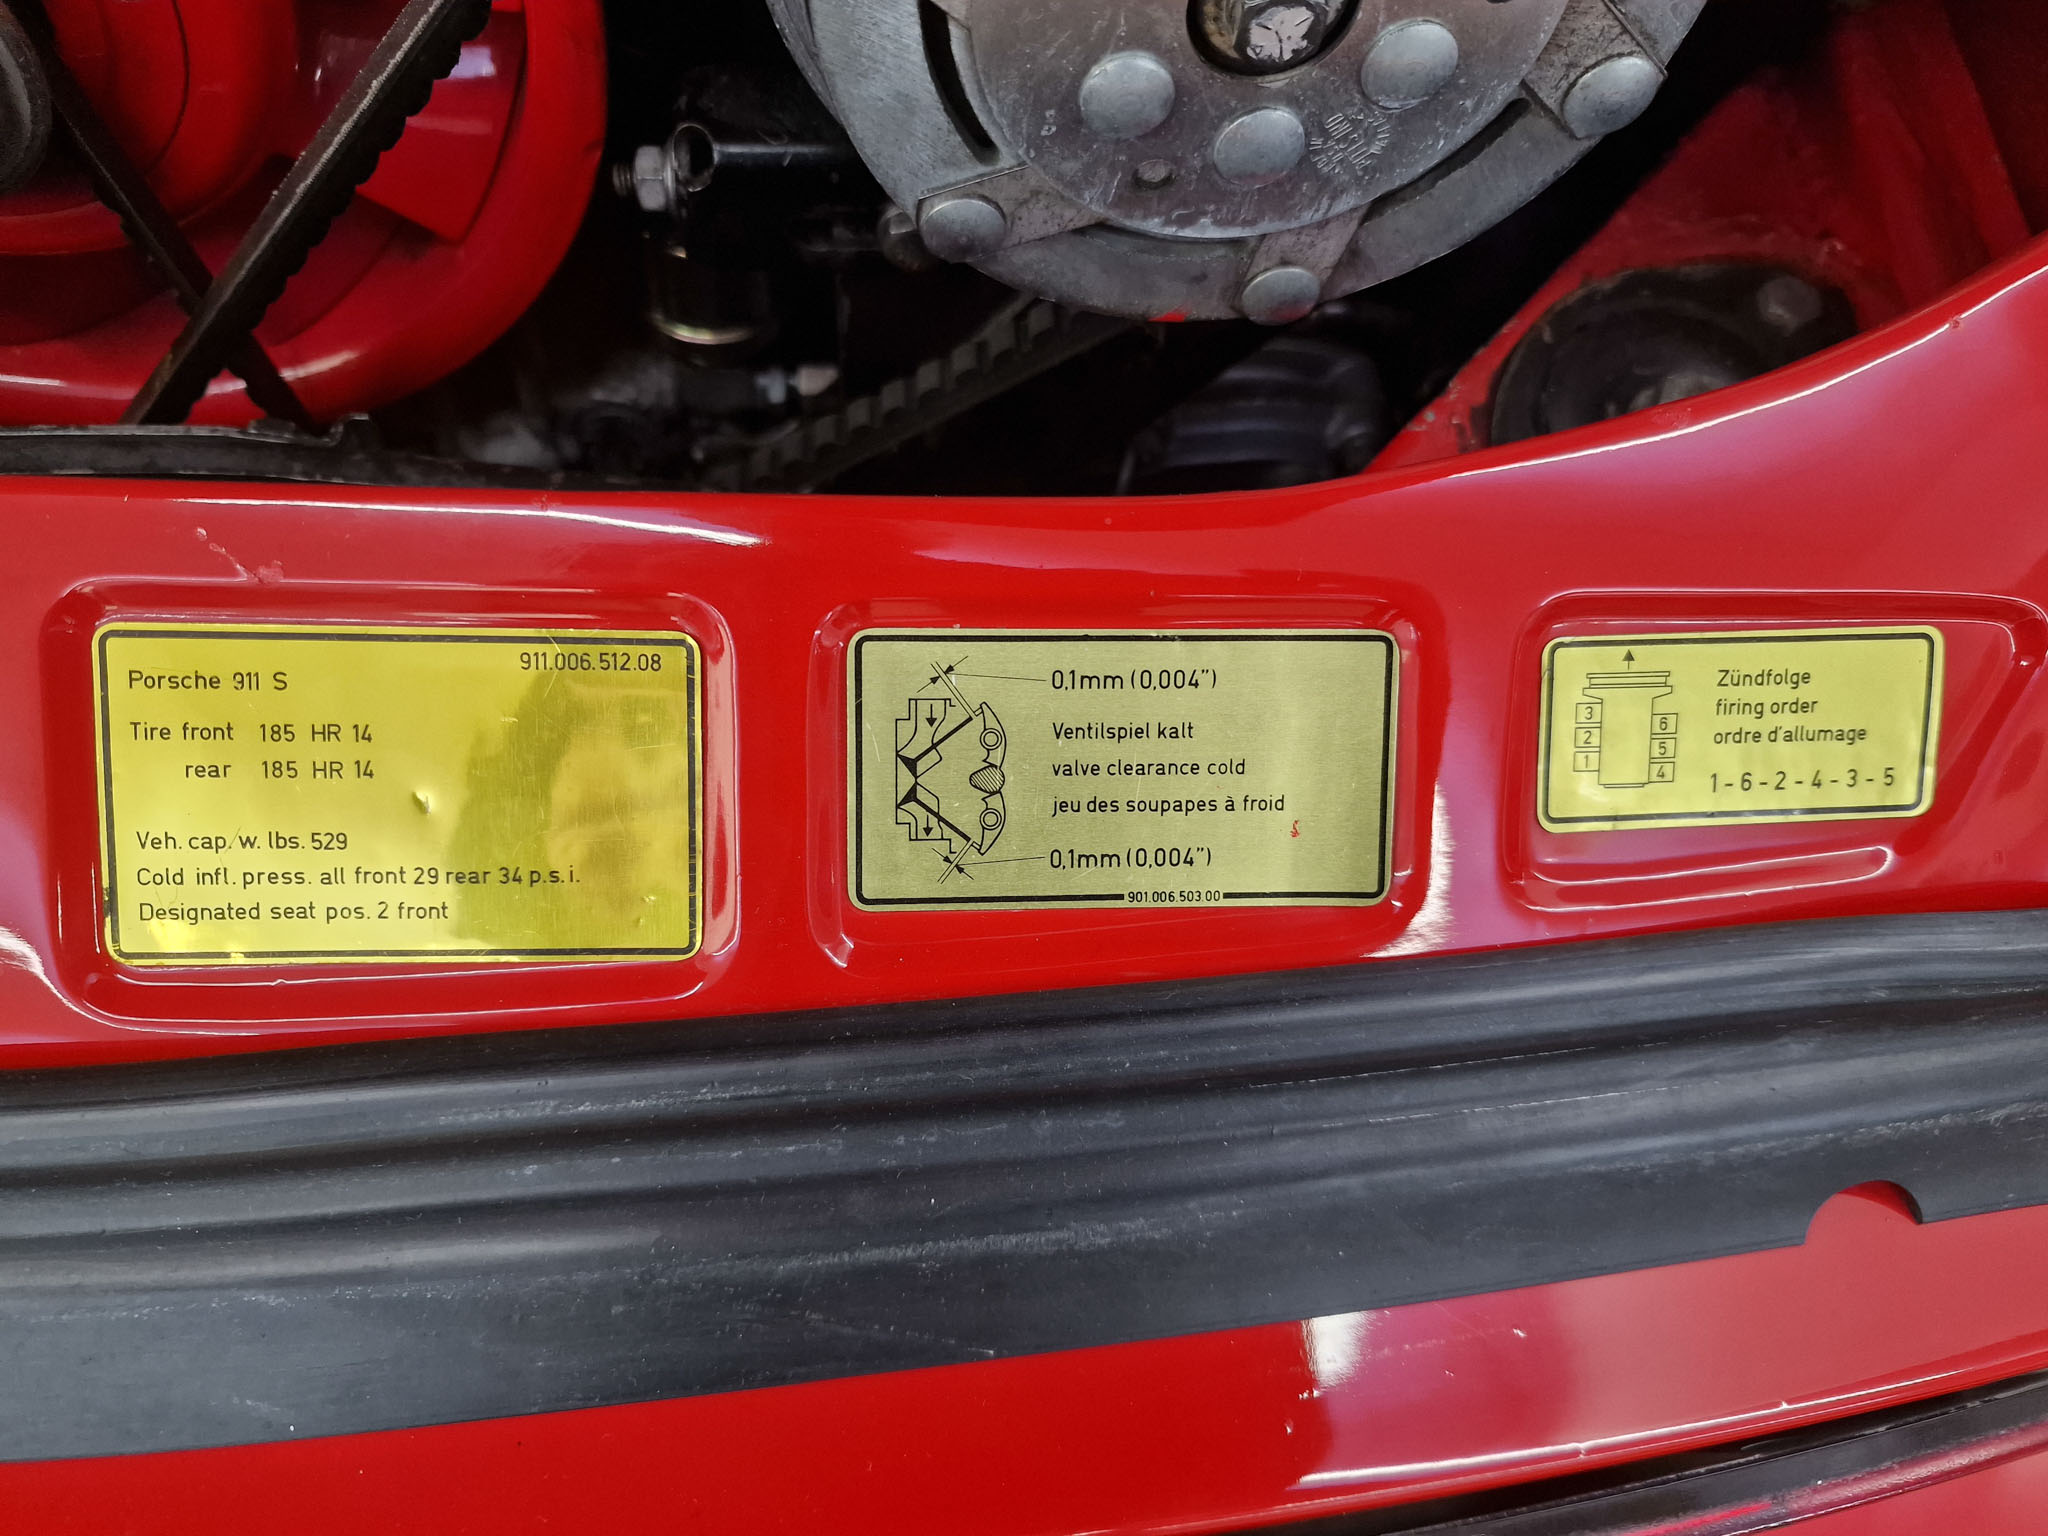 911.006.512.08
Porsche 911 S
Tire front 185 HR 14
rear 185 HR 14
Veh. cap. w. lbs. 529
Cold infl. press. all front 29 rear 34 p.s.i.
Designated seat pos. 2 front
0,1mm (0,004”)
Ventilspiel kalt
valve clearance cold
jeu des soupapes à froid
0,1mm (0,004”)
901.006.503.00
Zündfolge
firing order
ordre d'allumage
1-6-2-4-3-5
3
2
1
6
5
4